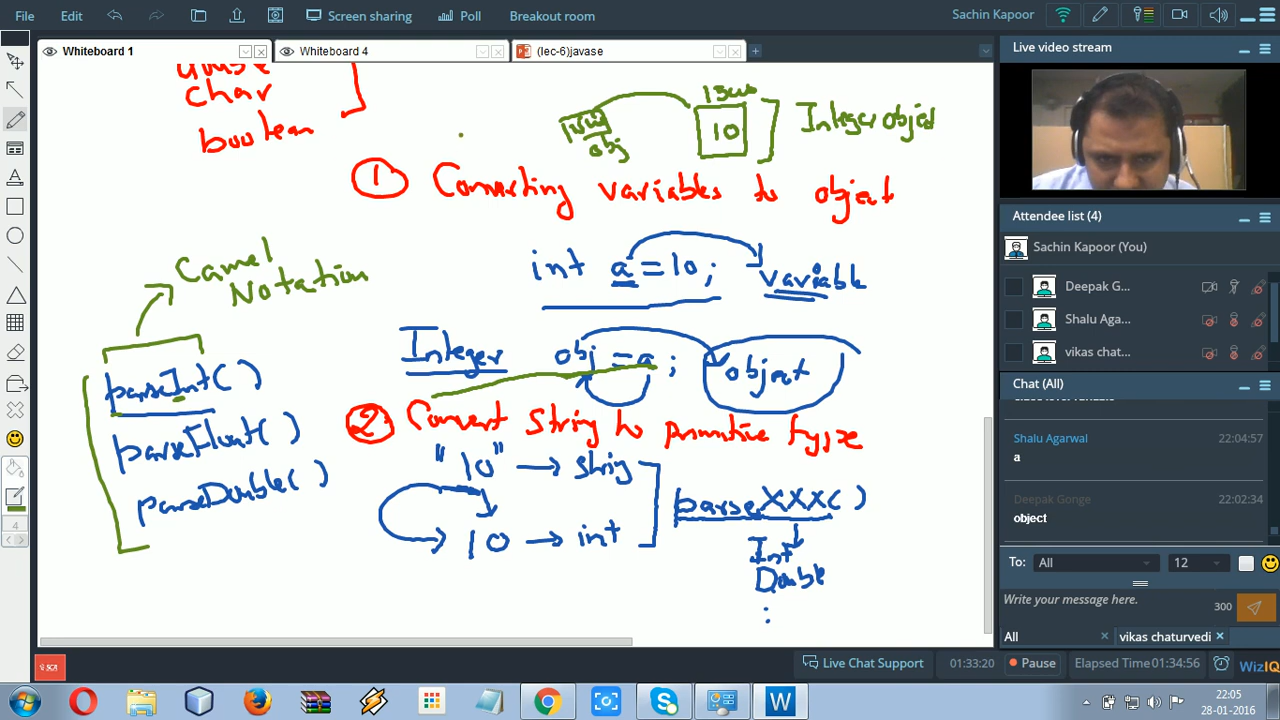 File Edit Screen sharing Poll Breakout room Sachin Kapoor
Whiteboard 1 Whiteboard 4 (lec-6)javase
Live video stream
char
boolean
obj
10
Integer object
① Converting variables to object
int a = 10; variable
Camel
Notation
Integer obj = a; object
parseInt( )
parseFloat( )
parseDouble( )
② Convert String to primitive type
"10" → strig
10 → int
parseXXX( )
Int
Double
:
Attendee list (4)
Sachin Kapoor (You)
Deepak G...
Shalu Aga...
vikas chat...
Chat (All)
Shalu Agarwal 22:04:57
a
Deepak Gonge 22:02:34
object
To: All 12
Write your message here. 300
All vikas chaturvedi
Live Chat Support 01:33:20 Pause Elapsed Time 01:34:56 WizIQ
4
22:05
28-01-2016